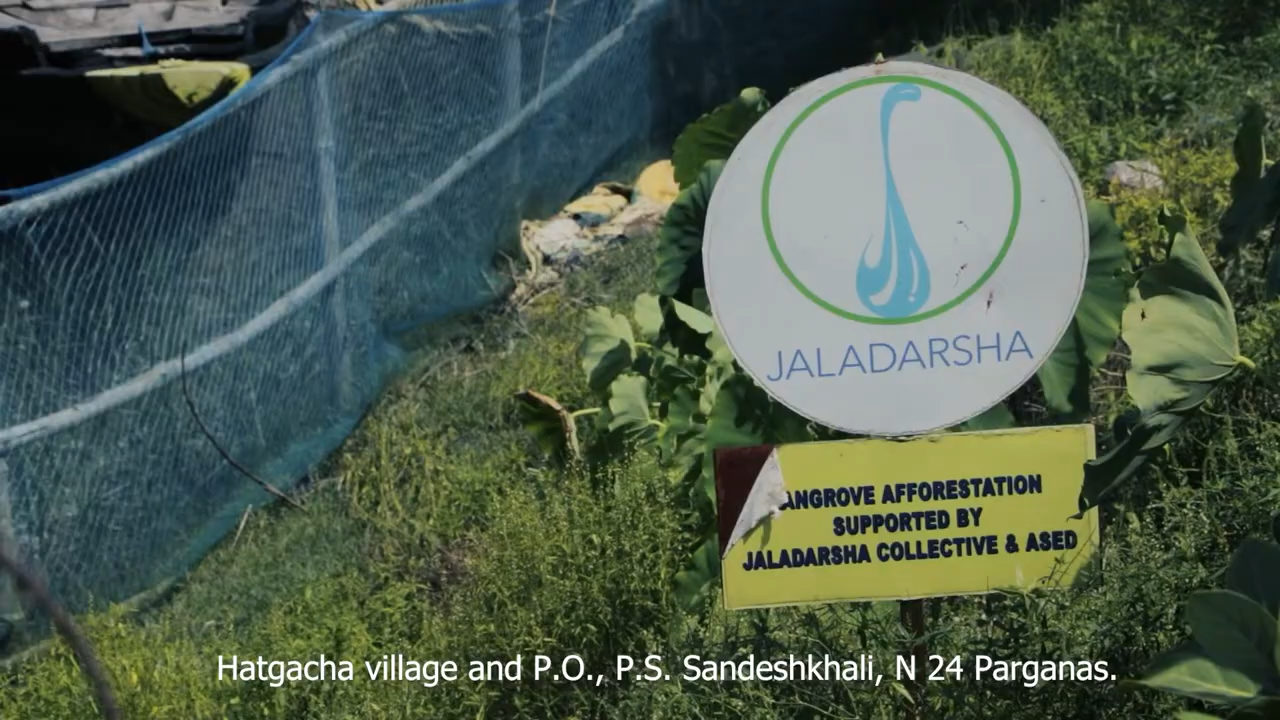 JALADARSHA
ANGROVE AFFORESTATION
SUPPORTED BY
JALADARSHA COLLECTIVE & ASED
Hatgacha village and P.O., P.S. Sandeshkhali, N 24 Parganas.